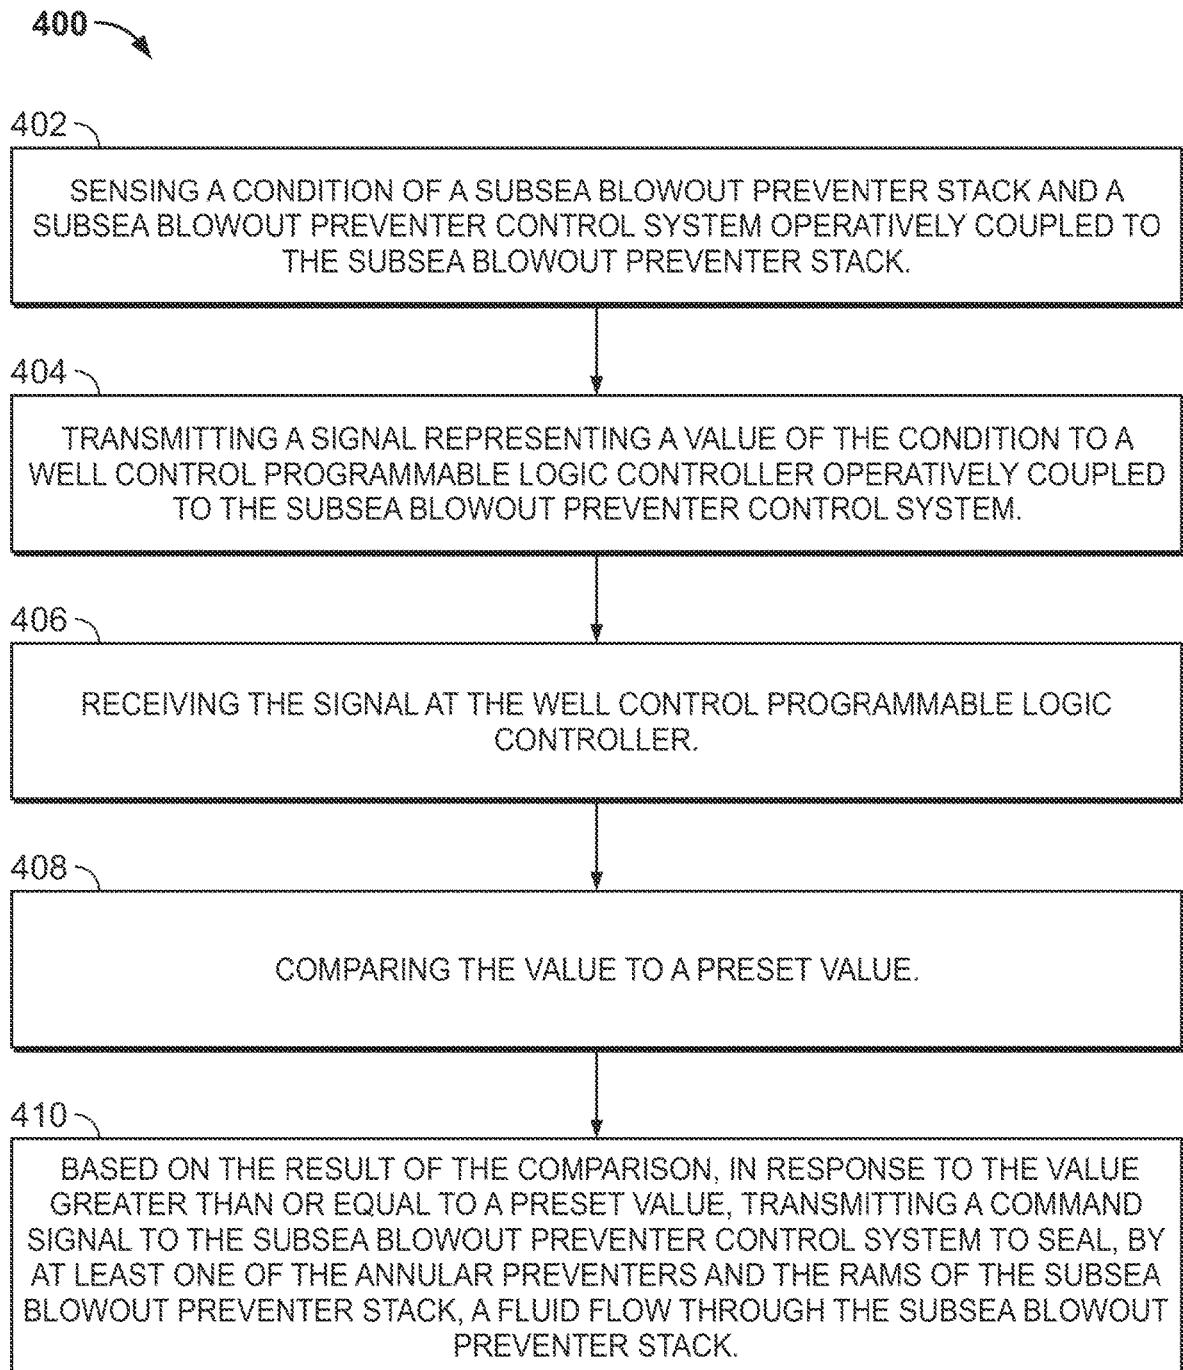 400
402
SENSING A CONDITION OF A SUBSEA BLOWOUT PREVENTER STACK AND A
SUBSEA BLOWOUT PREVENTER CONTROL SYSTEM OPERATIVELY COUPLED TO
THE SUBSEA BLOWOUT PREVENTER STACK.
404
TRANSMITTING A SIGNAL REPRESENTING A VALUE OF THE CONDITION TO A
WELL CONTROL PROGRAMMABLE LOGIC CONTROLLER OPERATIVELY COUPLED
TO THE SUBSEA BLOWOUT PREVENTER CONTROL SYSTEM.
406
RECEIVING THE SIGNAL AT THE WELL CONTROL PROGRAMMABLE LOGIC
CONTROLLER.
408
COMPARING THE VALUE TO A PRESET VALUE.
410
BASED ON THE RESULT OF THE COMPARISON, IN RESPONSE TO THE VALUE
GREATER THAN OR EQUAL TO A PRESET VALUE, TRANSMITTING A COMMAND
SIGNAL TO THE SUBSEA BLOWOUT PREVENTER CONTROL SYSTEM TO SEAL, BY
AT LEAST ONE OF THE ANNULAR PREVENTERS AND THE RAMS OF THE SUBSEA
BLOWOUT PREVENTER STACK, A FLUID FLOW THROUGH THE SUBSEA BLOWOUT
PREVENTER STACK.